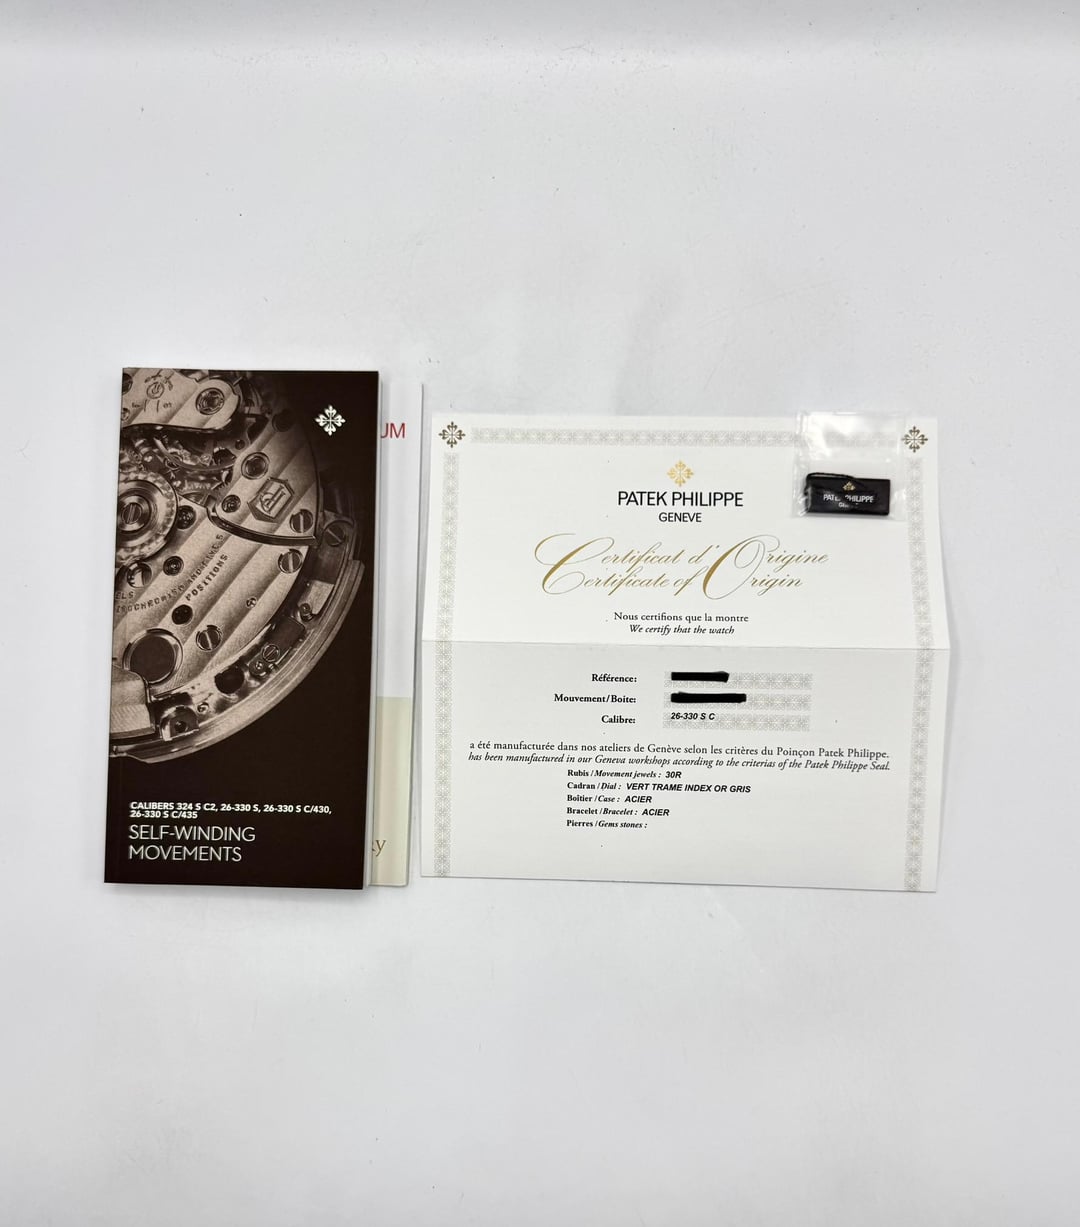 ISOCHRONISM
POSITIONS
CALIBERS 324 S C2, 26-330 S, 26-330 S C/430,
26-330 S C/435
SELF-WINDING
MOVEMENTS
UM
y
PATEK PHILIPPE
GENEVE
Certificat d'Origine
Certificate of Origin
Nous certifions que la montre
We certify that the watch
Référence:
Mouvement/Boite:
Calibre: 26-330 S C
a été manufacturée dans nos ateliers de Genève selon les critères du Poinçon Patek Philippe.
has been manufactured in our Geneva workshops according to the criterias of the Patek Philippe Seal.
Rubis / Movement jewels : 30R
Cadran / Dial : VERT TRAME INDEX OR GRIS
Boîtier / Case : ACIER
Bracelet / Bracelet : ACIER
Pierres / Gems stones :
PATEK PHILIPPE